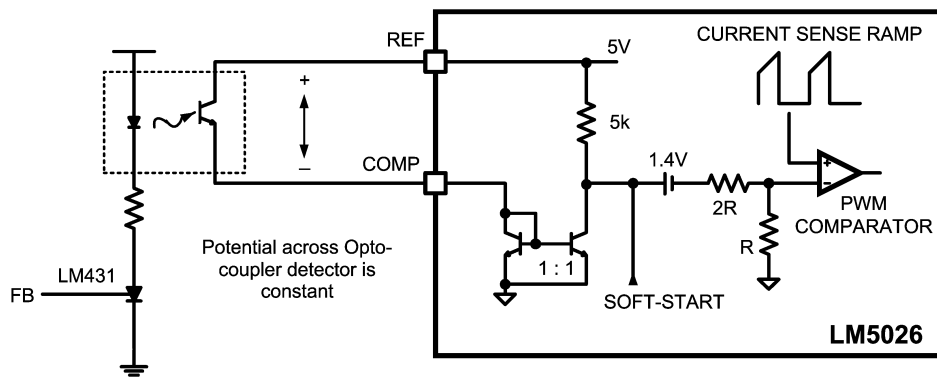 REF
5V
CURRENT SENSE RAMP
+
5k
–
COMP
1.4V
+
–
2R
PWM
COMPARATOR
R
Potential across Opto-
coupler detector is
constant
LM431
FB
1 : 1
SOFT-START
LM5026